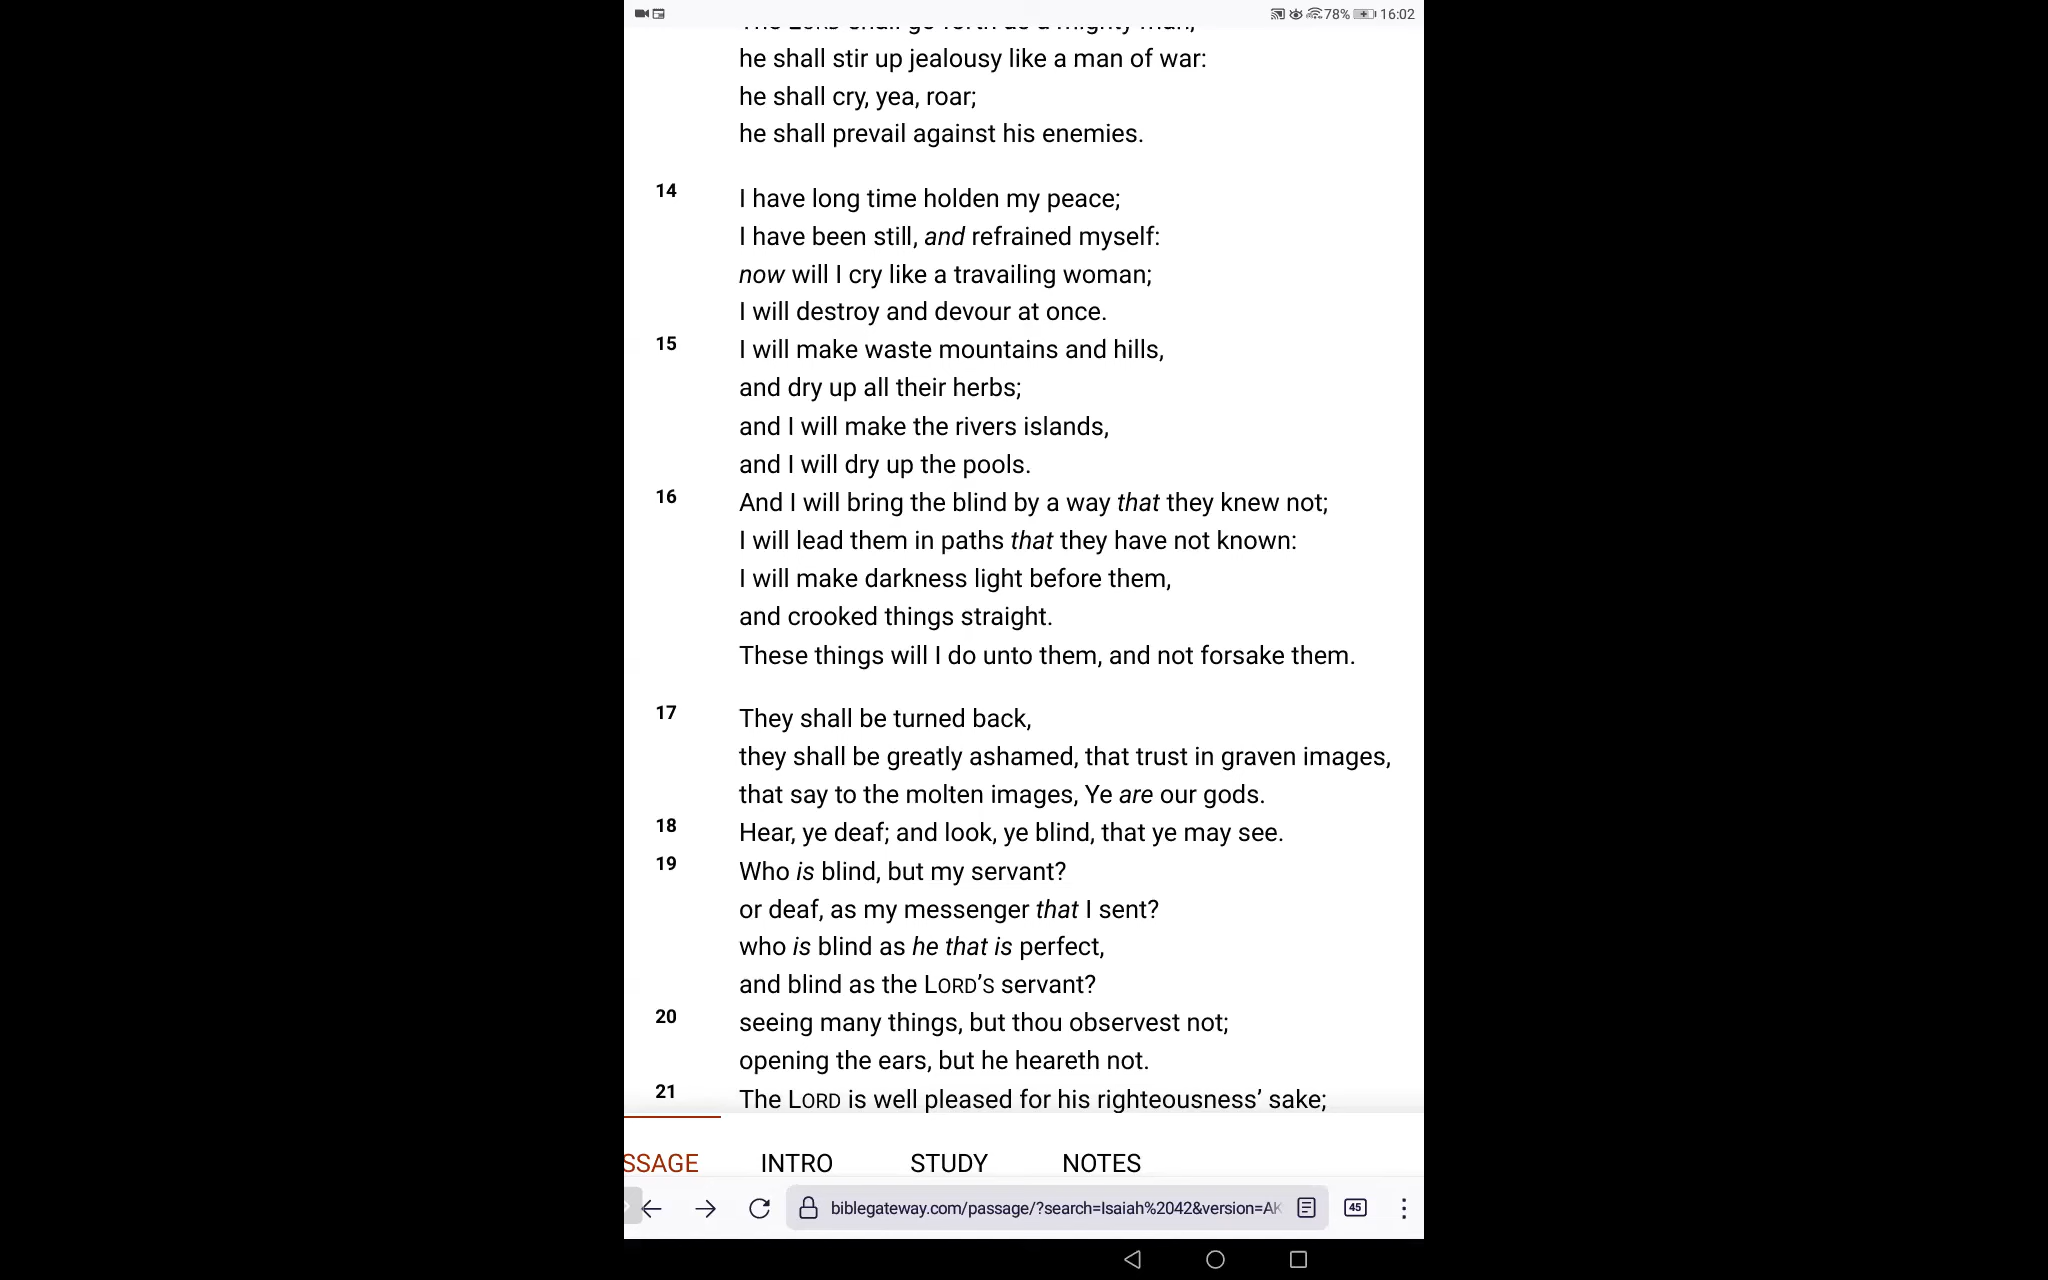 78% 16:02
The LORD shall go forth as a mighty man,
he shall stir up jealousy like a man of war:
he shall cry, yea, roar;
he shall prevail against his enemies.
14 I have long time holden my peace;
I have been still, and refrained myself:
now will I cry like a travailing woman;
I will destroy and devour at once.
15 I will make waste mountains and hills,
and dry up all their herbs;
and I will make the rivers islands,
and I will dry up the pools.
16 And I will bring the blind by a way that they knew not;
I will lead them in paths that they have not known:
I will make darkness light before them,
and crooked things straight.
These things will I do unto them, and not forsake them.
17 They shall be turned back,
they shall be greatly ashamed, that trust in graven images,
that say to the molten images, Ye are our gods.
18 Hear, ye deaf; and look, ye blind, that ye may see.
19 Who is blind, but my servant?
or deaf, as my messenger that I sent?
who is blind as he that is perfect,
and blind as the LORD’S servant?
20 seeing many things, but thou observest not;
opening the ears, but he heareth not.
21 The LORD is well pleased for his righteousness’ sake;
SSAGE INTRO STUDY NOTES
biblegateway.com/passage/?search=Isaiah%2042&version=AK 45